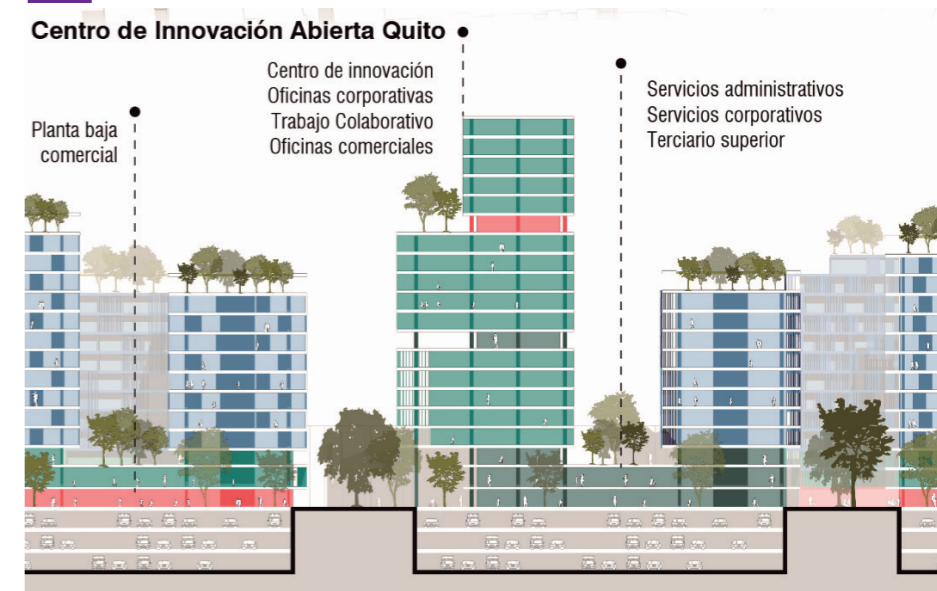 Centro de Innovación Abierta Quito
Centro de innovación
Oficinas corporativas
Trabajo Colaborativo
Oficinas comerciales
Servicios administrativos
Servicios corporativos
Terciario superior
Planta baja
comercial